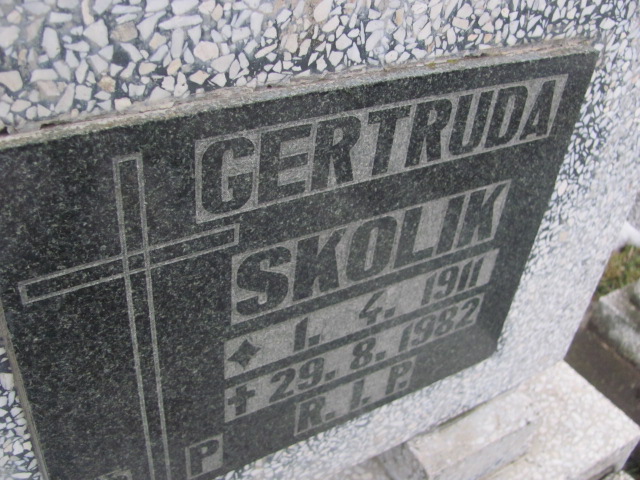 GERTRUDA
SKOLIK
✦ 1. 4. 1911
✝ 29. 8. 1982
R. I. P.
P